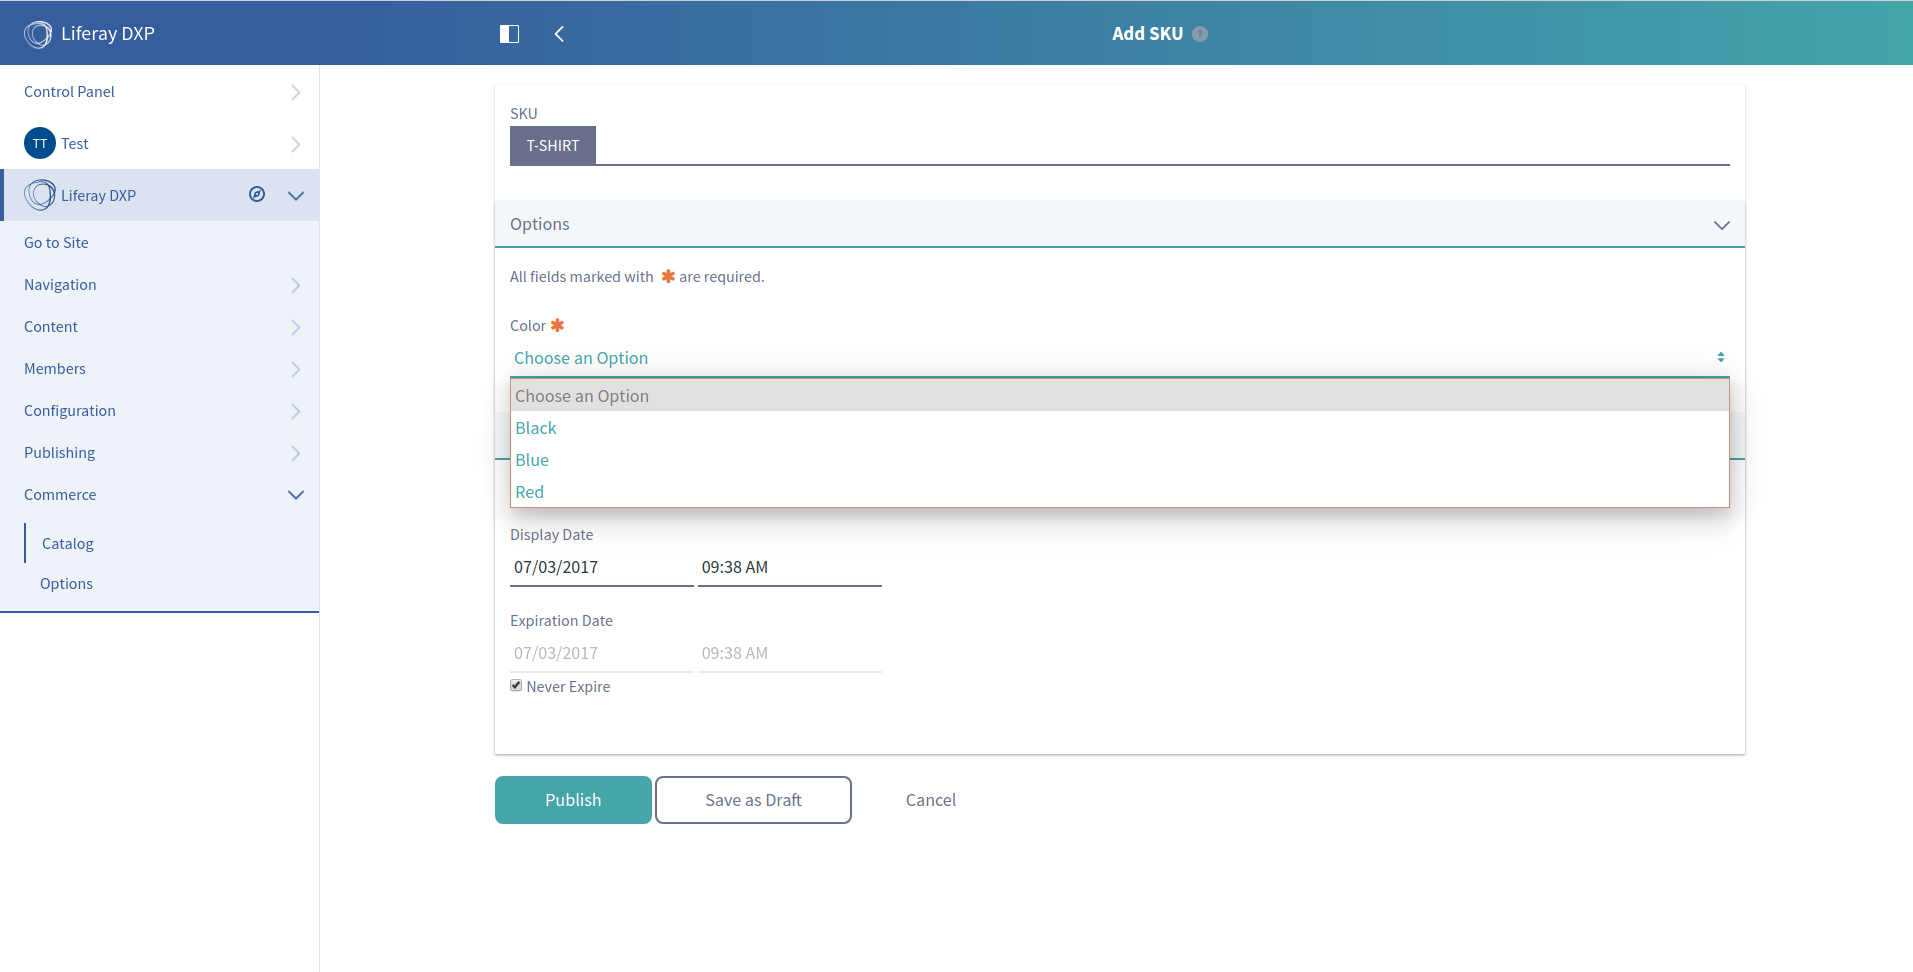 Liferay DXP
Add SKU ?
Control Panel
TT Test
Liferay DXP
Go to Site
Navigation
Content
Members
Configuration
Publishing
Commerce
Catalog
Options
SKU
T-SHIRT
Options
All fields marked with ✱ are required.
Color ✱
Choose an Option
Choose an Option
Black
Blue
Red
Display Date
07/03/2017 09:38 AM
Expiration Date
07/03/2017 09:38 AM
Never Expire
Publish Save as Draft Cancel